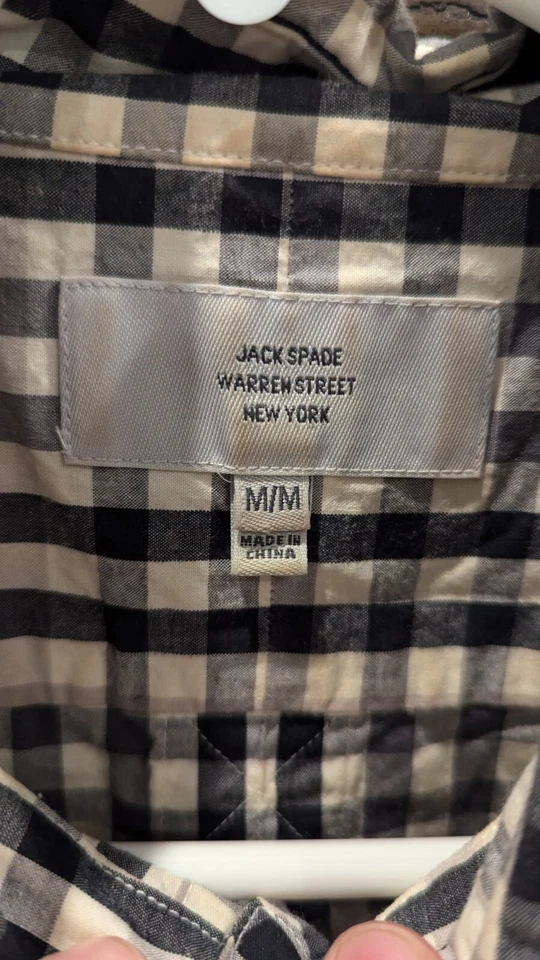 JACK SPADE
WARREN STREET
NEW YORK
M/M
MADE IN
CHINA